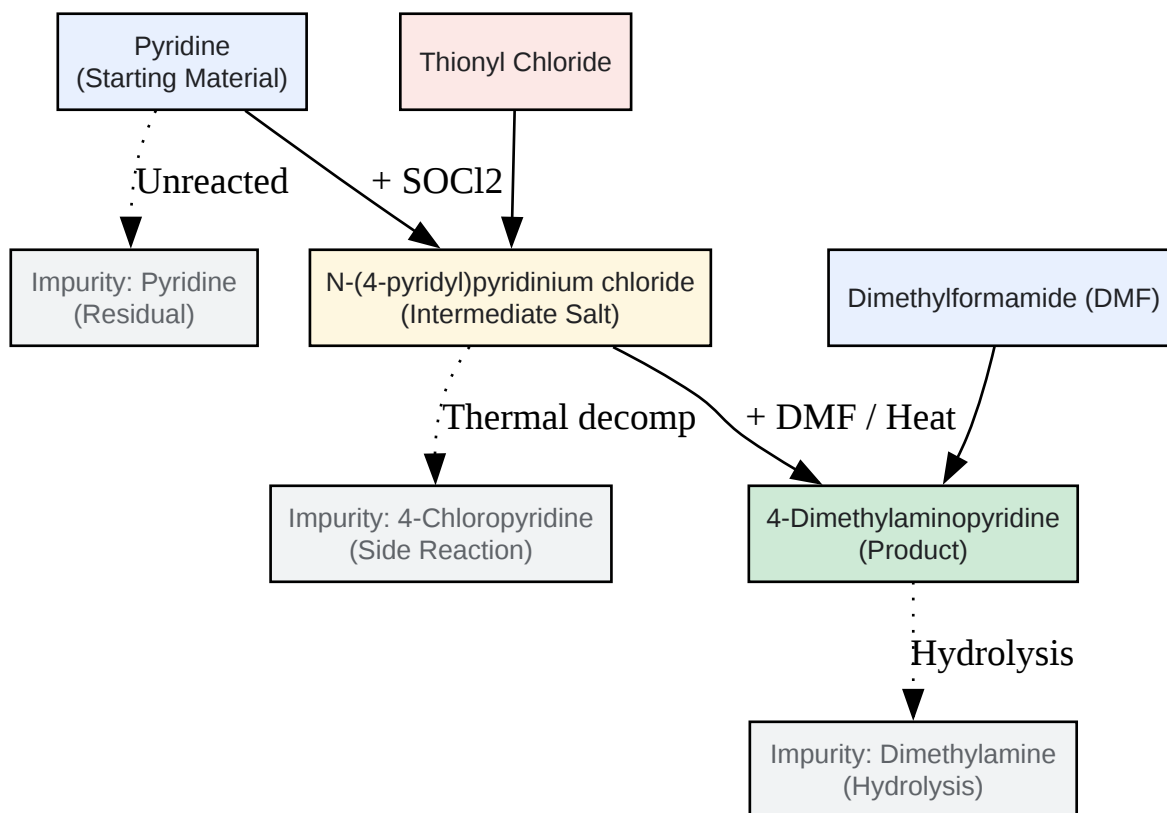 Pyridine
(Starting Material)
Thionyl Chloride
Unreacted
+ SOCl2
Impurity: Pyridine
(Residual)
N-(4-pyridyl)pyridinium chloride
(Intermediate Salt)
Dimethylformamide (DMF)
Thermal decomp
+ DMF / Heat
Impurity: 4-Chloropyridine
(Side Reaction)
4-Dimethylaminopyridine
(Product)
Hydrolysis
Impurity: Dimethylamine
(Hydrolysis)